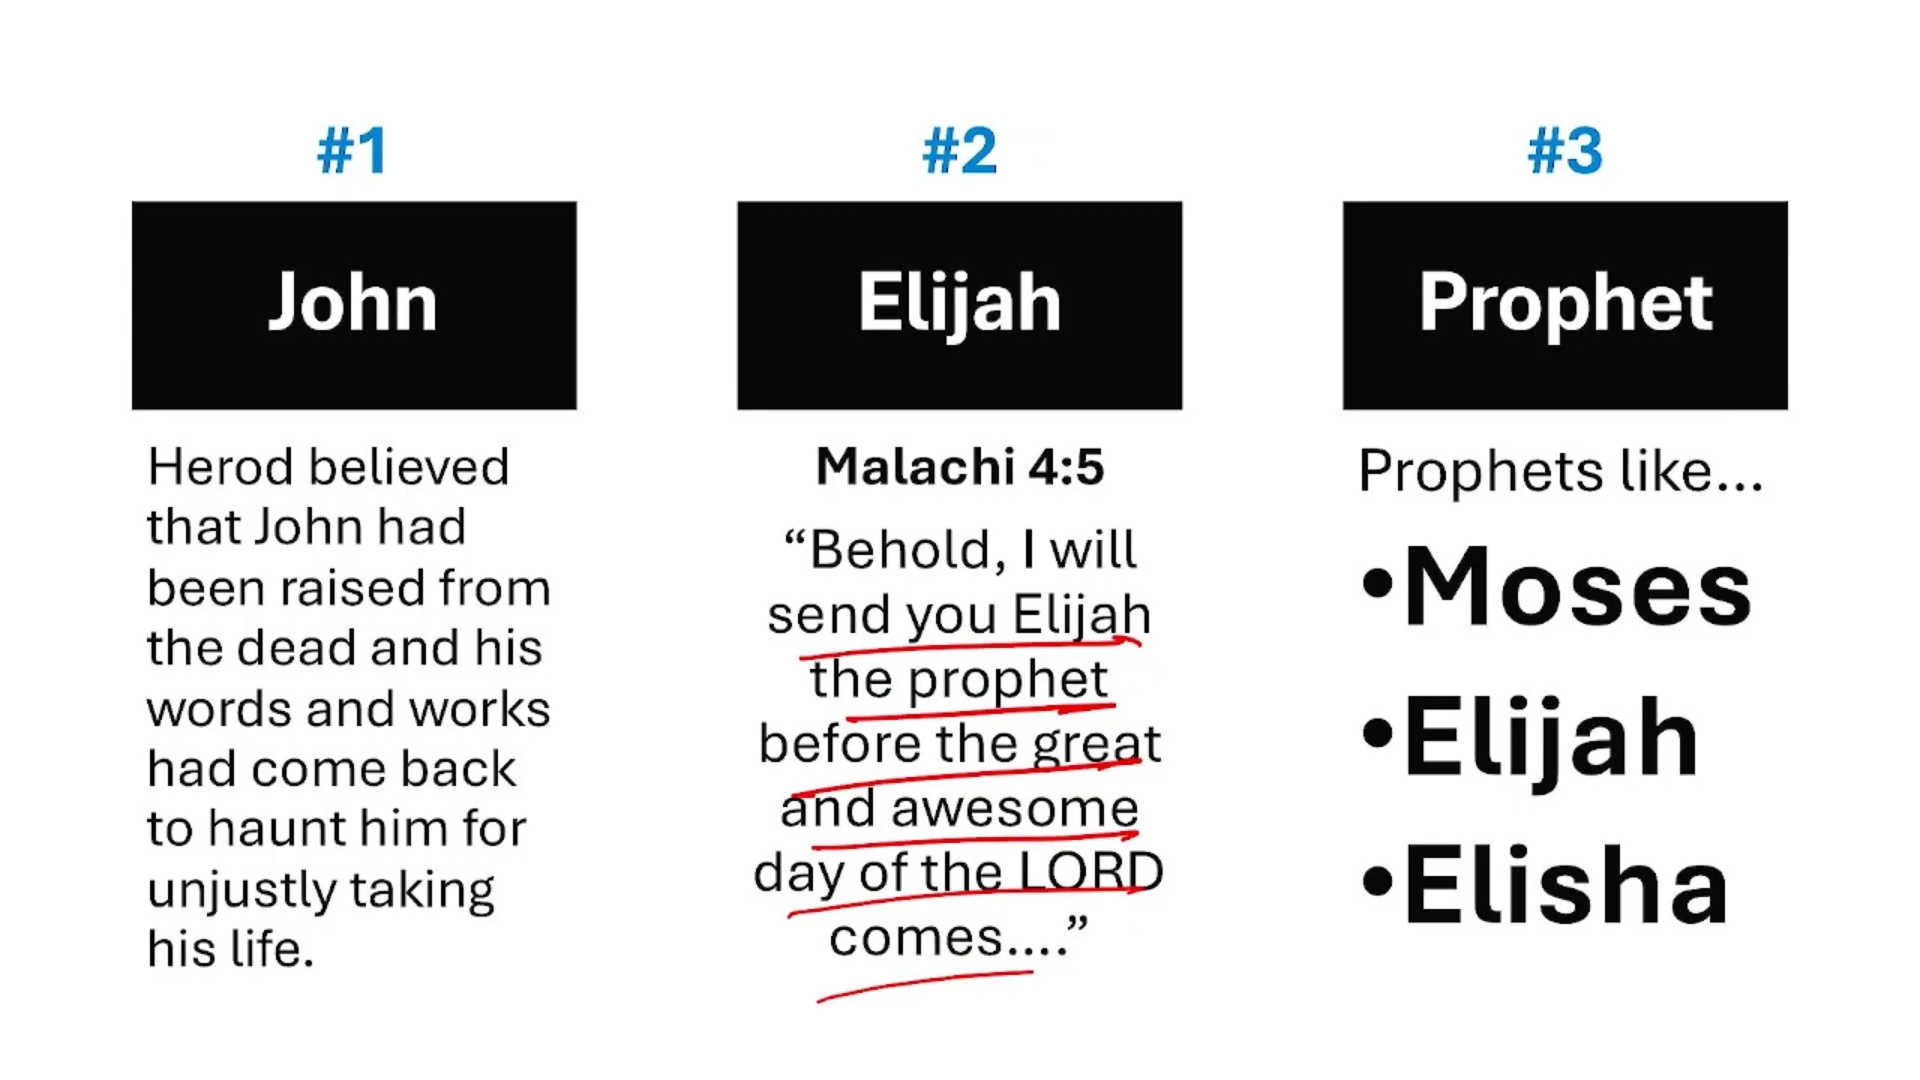 #1
John
Herod believed
that John had
been raised from
the dead and his
words and works
had come back
to haunt him for
unjustly taking
his life.
#2
Elijah
Malachi 4:5
“Behold, I will
send you Elijah
the prophet
before the great
and awesome
day of the LORD
comes....”
#3
Prophet
Prophets like...
•Moses
•Elijah
•Elisha